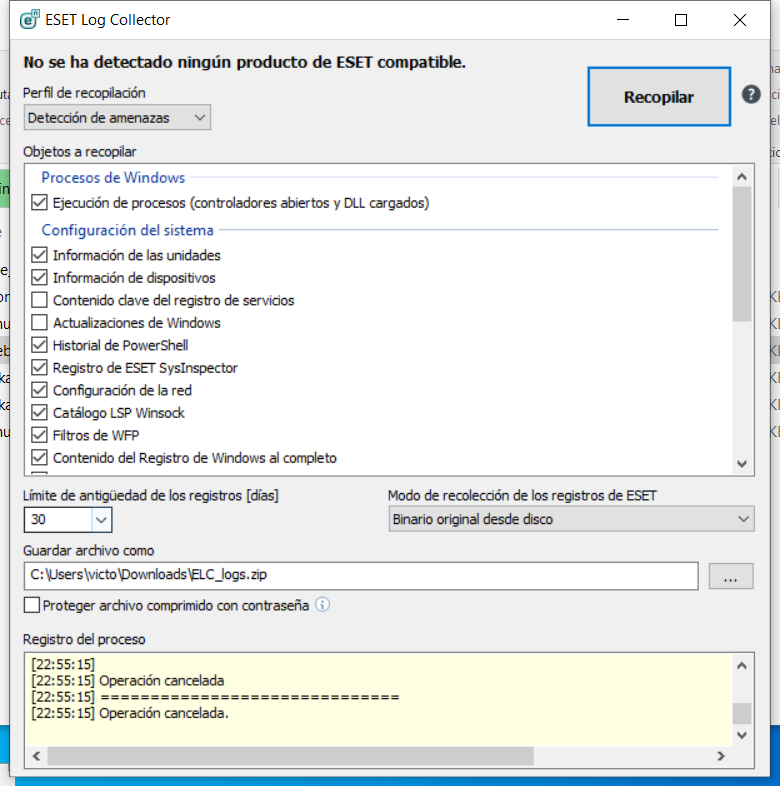 ESET Log Collector
No se ha detectado ningún producto de ESET compatible.
Perfil de recopilación
Detección de amenazas
Recopilar
?
Objetos a recopilar
Procesos de Windows
Ejecución de procesos (controladores abiertos y DLL cargados)
Configuración del sistema
Información de las unidades
Información de dispositivos
Contenido clave del registro de servicios
Actualizaciones de Windows
Historial de PowerShell
Registro de ESET SysInspector
Configuración de la red
Catálogo LSP Winsock
Filtros de WFP
Contenido del Registro de Windows al completo
Límite de antigüedad de los registros [días]
30
Modo de recolección de los registros de ESET
Binario original desde disco
Guardar archivo como
C:\Users\victo\Downloads\ELC_logs.zip
...
Proteger archivo comprimido con contraseña
Registro del proceso
[22:55:15]
[22:55:15] Operación cancelada
[22:55:15] ==============================
[22:55:15] Operación cancelada.